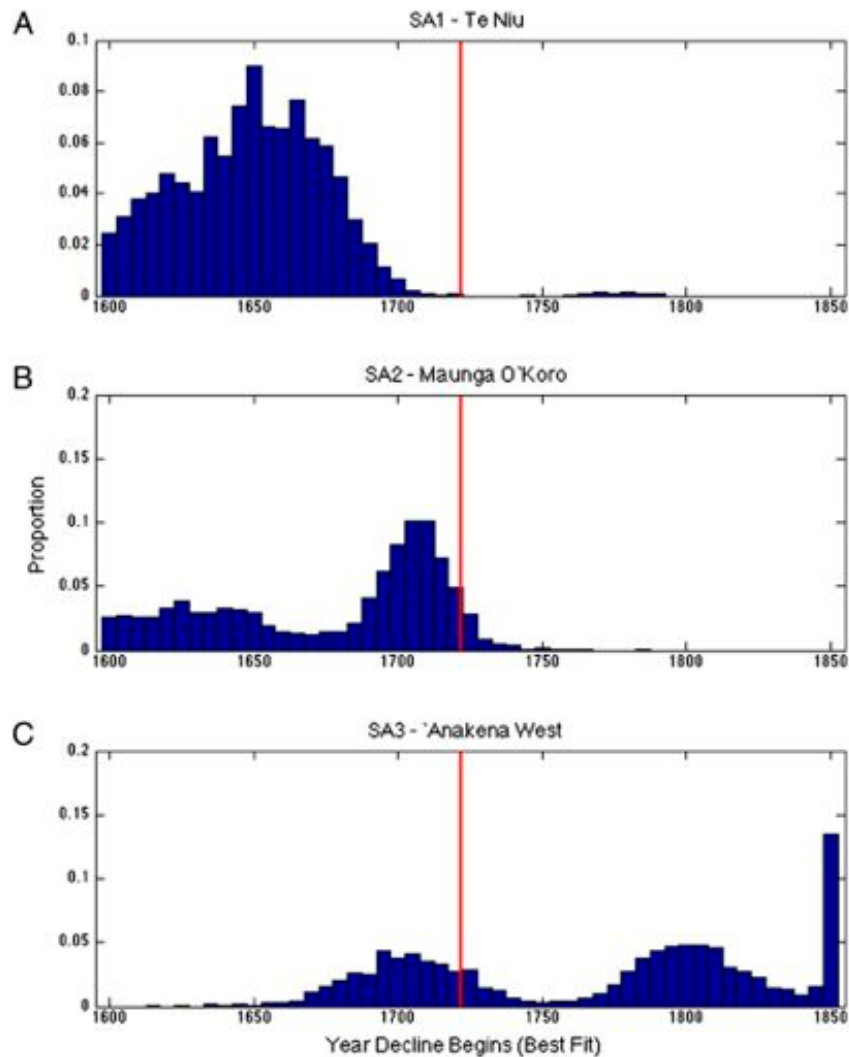 A
SA1 - Te Niu
0.1
0.08
0.06
0.04
0.02
0
1600 1650 1700 1750 1800 1850
B
SA2 - Maunga O`Koro
0.2
0.15
0.1
0.05
0
1600 1650 1700 1750 1800 1850
Proportion
C
SA3 - `Anakena West
0.2
0.15
0.1
0.05
0
1600 1650 1700 1750 1800 1850
Year Decline Begins (Best Fit)